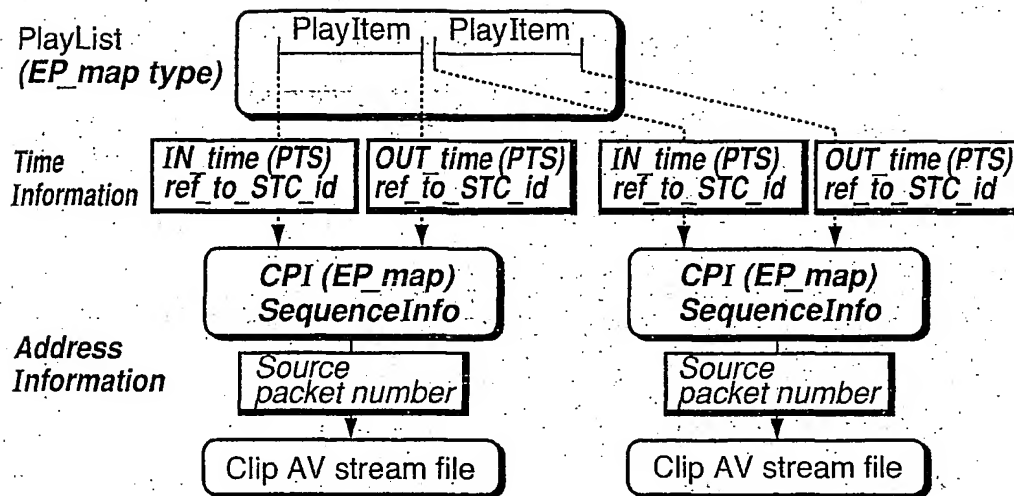 PlayList
(EP_map type)
PlayItem
PlayItem
Time
Information
IN_time (PTS)
ref_to_STC_id
OUT_time (PTS)
ref_to_STC_id
IN_time (PTS)
ref_to_STC_id
OUT_time (PTS)
ref_to_STC_id
CPI (EP_map)
SequenceInfo
CPI (EP_map)
SequenceInfo
Address
Information
Source
packet number
Source
packet number
Clip AV stream file
Clip AV stream file